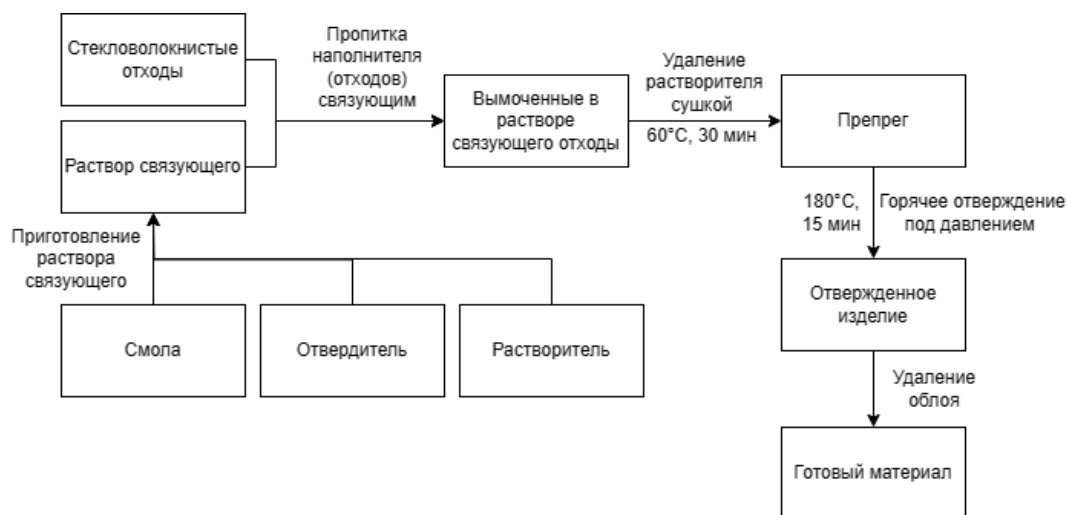 Стекловолокнистые
отходы
Раствор связующего
Пропитка
наполнителя
(отходов)
связующим
Вымоченные в
растворе
связующего отходы
Удаление
растворителя
сушкой
60°C, 30 мин
Препрег
180°C,
15 мин
Горячее отверждение
под давлением
Приготовление
раствора
связующего
Смола
Отвердитель
Растворитель
Отвержденное
изделие
Удаление
облоя
Готовый материал